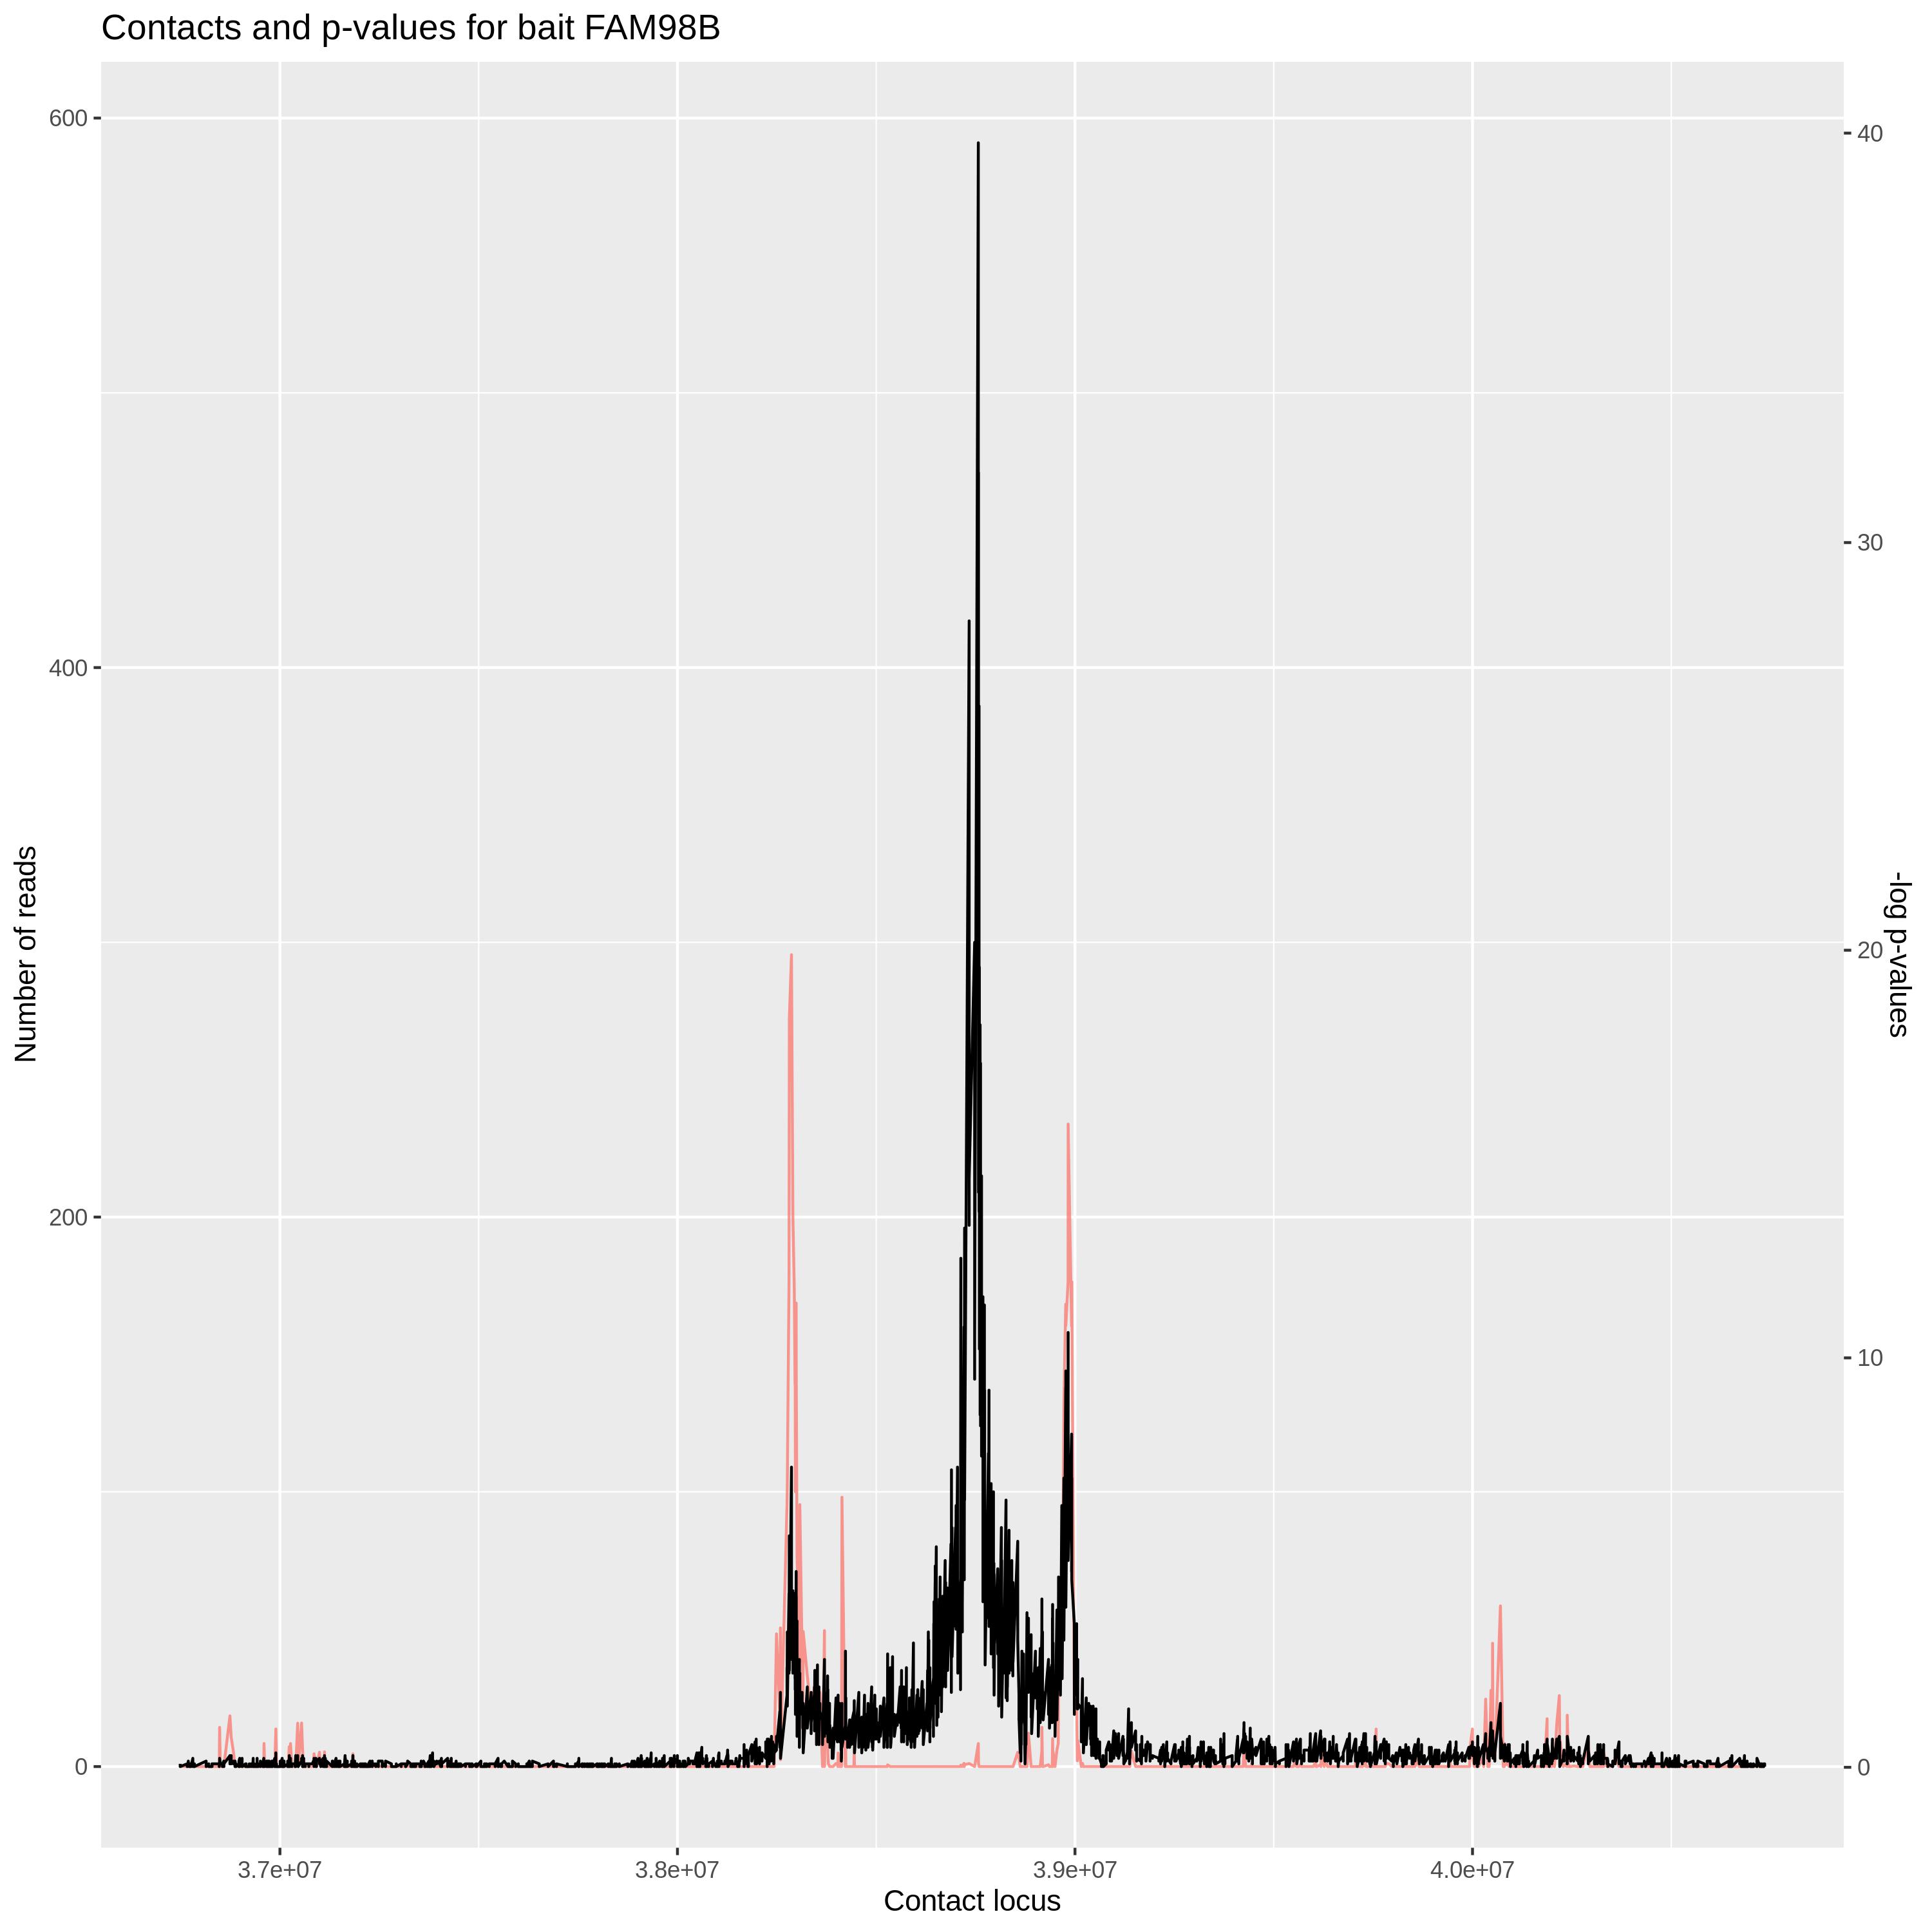 Contacts and p-values for bait FAM98B
600
400
200
0
Number of reads
40
30
20
10
0
-log p-values
3.7e+07
3.8e+07
3.9e+07
4.0e+07
Contact locus